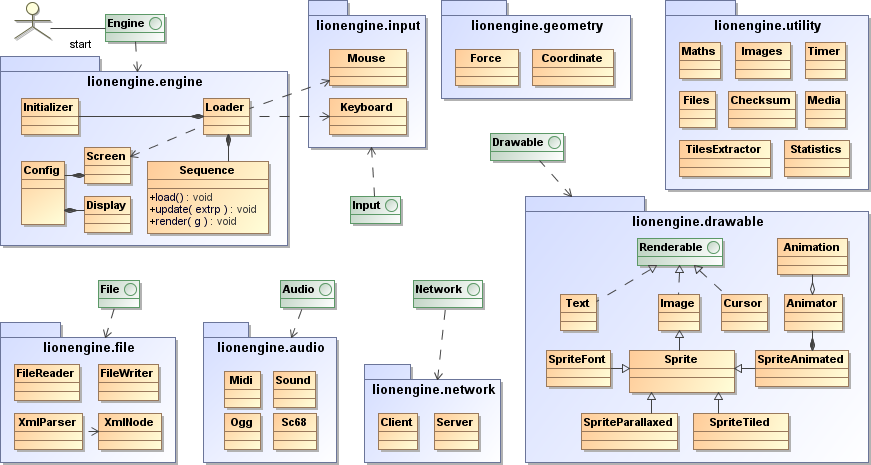 Engine
start
lionengine.engine
Initializer
Loader
Config
Screen
Display
Sequence
+load() : void
+update( extrp ) : void
+render( g ) : void
lionengine.input
Mouse
Keyboard
Input
lionengine.geometry
Force
Coordinate
lionengine.utility
Maths
Images
Timer
Files
Checksum
Media
TilesExtractor
Statistics
Drawable
lionengine.drawable
Renderable
Animation
Text
Image
Cursor
Animator
SpriteFont
Sprite
SpriteAnimated
SpriteParallaxed
SpriteTiled
File
lionengine.file
FileReader
FileWriter
XmlParser
XmlNode
Audio
lionengine.audio
Midi
Sound
Ogg
Sc68
Network
lionengine.network
Client
Server